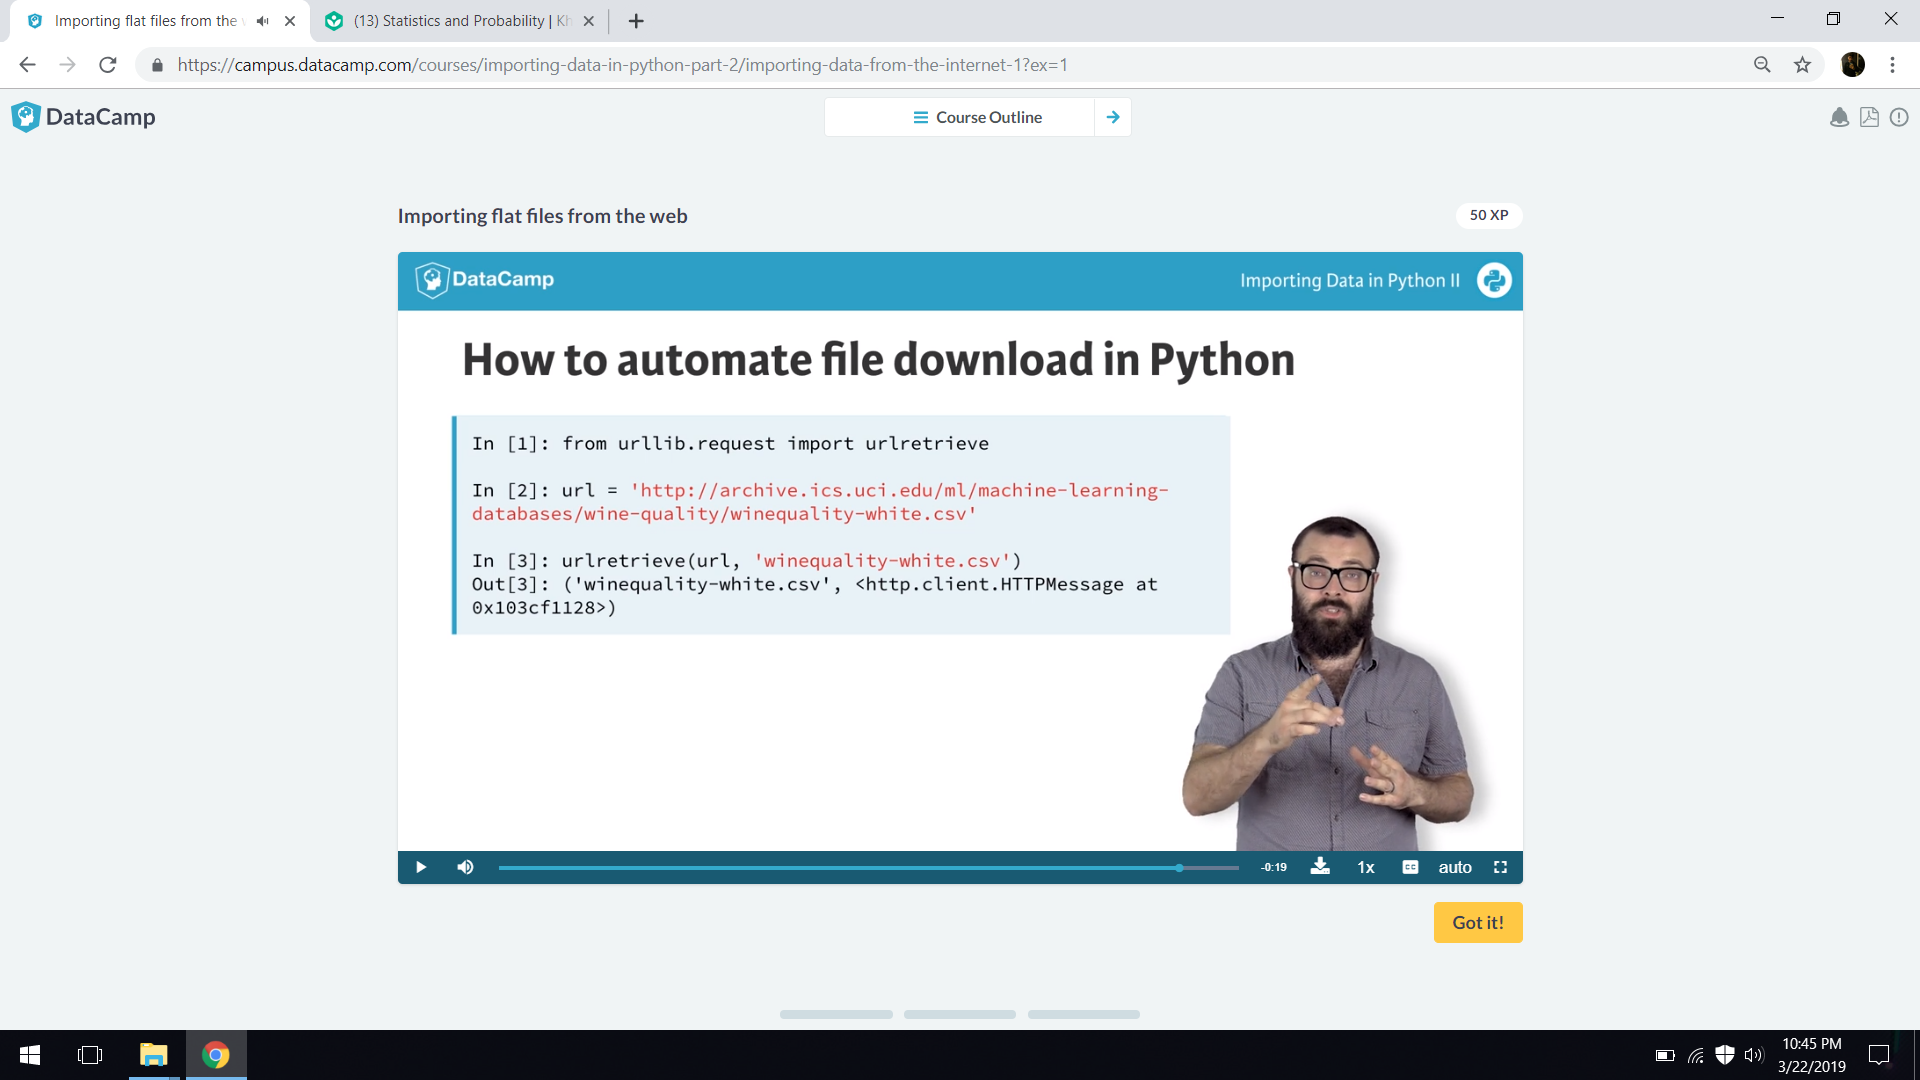 Importing flat files from the
(13) Statistics and Probability | Kh
https://campus.datacamp.com/courses/importing-data-in-python-part-2/importing-data-from-the-internet-1?ex=1
DataCamp
Course Outline
Importing flat files from the web
50 XP
DataCamp
Importing Data in Python II
How to automate file download in Python
In [1]: from urllib.request import urlretrieve
In [2]: url = 'http://archive.ics.uci.edu/ml/machine-learning-
databases/wine-quality/winequality-white.csv'
In [3]: urlretrieve(url, 'winequality-white.csv')
Out[3]: ('winequality-white.csv', <http.client.HTTPMessage at
0x103cf1128>)
-0:19
1x
CC
auto
Got it!
10:45 PM
3/22/2019